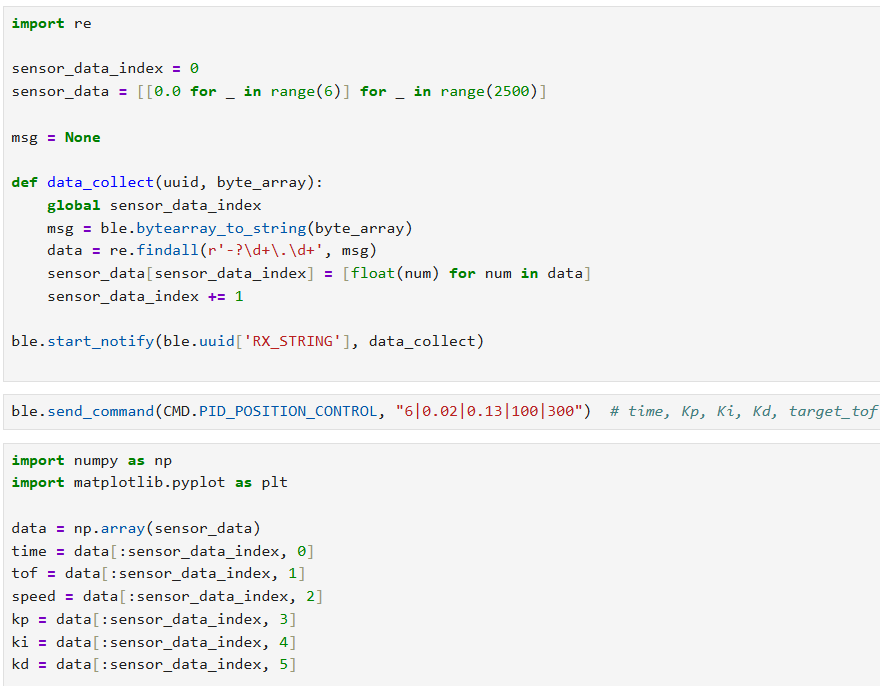 import re
sensor_data_index = 0
sensor_data = [[0.0 for _ in range(6)] for _ in range(2500)]
msg = None
def data_collect(uuid, byte_array):
    global sensor_data_index
    msg = ble.bytearray_to_string(byte_array)
    data = re.findall(r'-?\d+\.\d+', msg)
    sensor_data[sensor_data_index] = [float(num) for num in data]
    sensor_data_index += 1
ble.start_notify(ble.uuid['RX_STRING'], data_collect)
ble.send_command(CMD.PID_POSITION_CONTROL, "6|0.02|0.13|100|300")  # time, Kp, Ki, Kd, target_tof
import numpy as np
import matplotlib.pyplot as plt
data = np.array(sensor_data)
time = data[:sensor_data_index, 0]
tof = data[:sensor_data_index, 1]
speed = data[:sensor_data_index, 2]
kp = data[:sensor_data_index, 3]
ki = data[:sensor_data_index, 4]
kd = data[:sensor_data_index, 5]